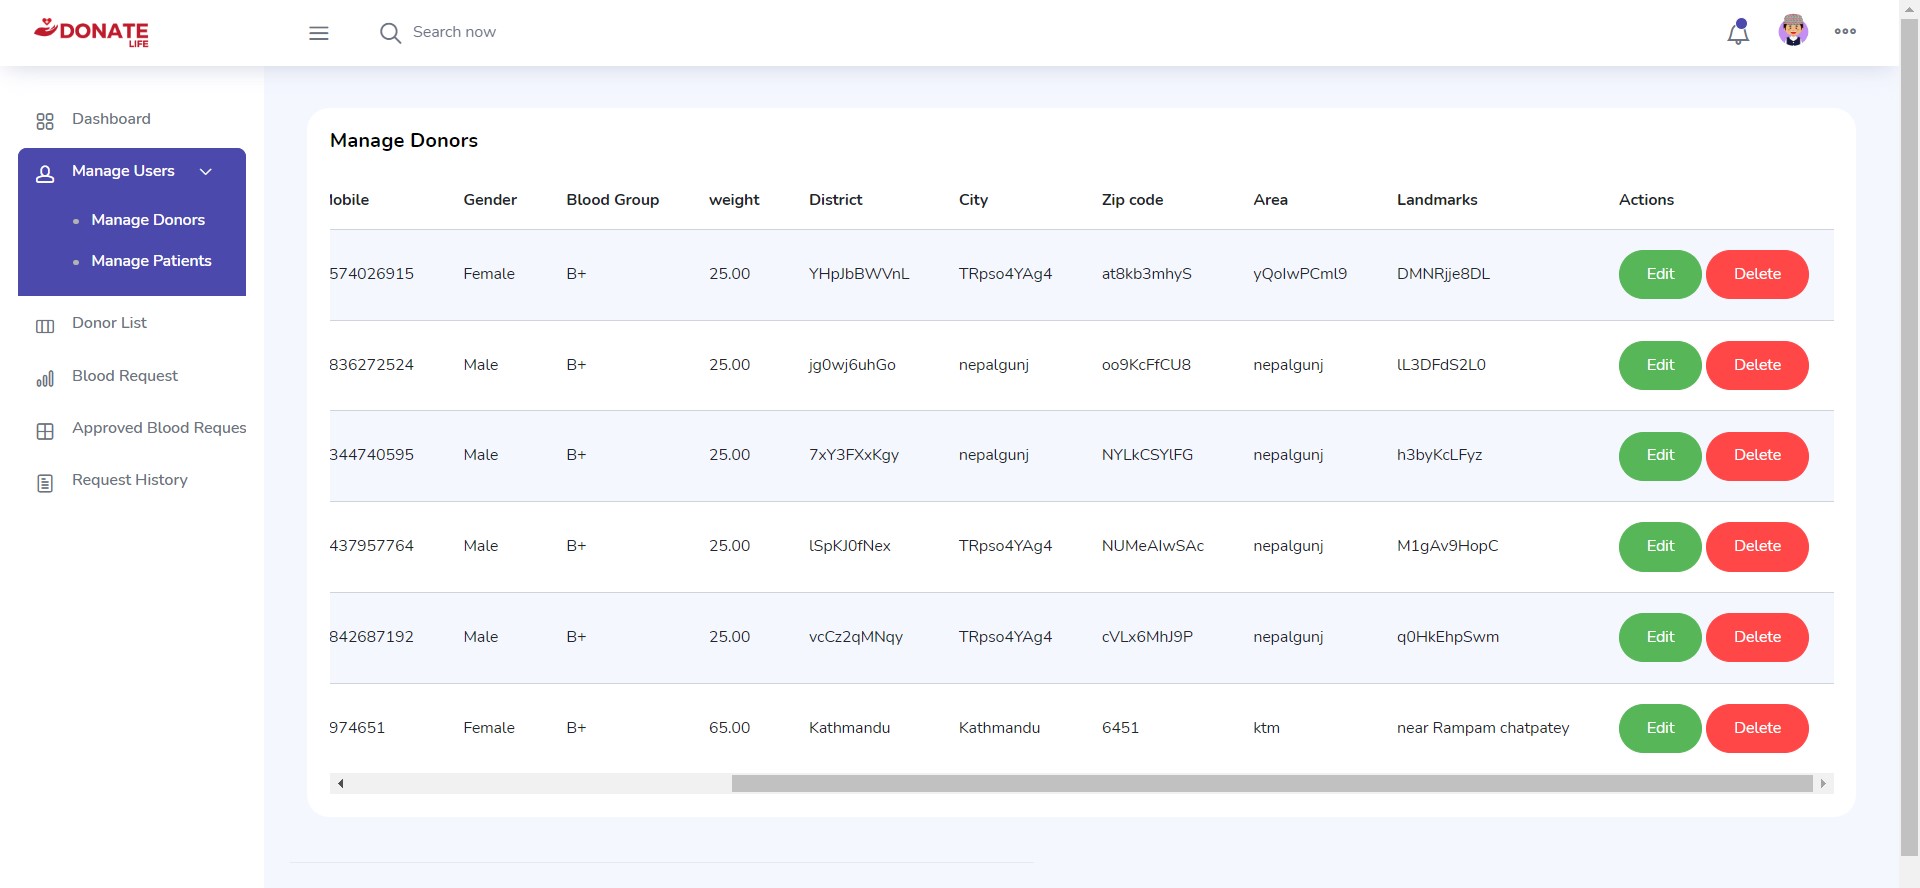 DONATE
LIFE
Search now
Dashboard
Manage Users
Manage Donors
Manage Patients
Donor List
Blood Request
Approved Blood Reques
Request History
Manage Donors
lobile Gender Blood Group weight District City Zip code Area Landmarks Actions
574026915 Female B+ 25.00 YHpJbBWVnL TRpso4YAg4 at8kb3mhyS yQoIwPCml9 DMNRjje8DL Edit Delete
836272524 Male B+ 25.00 jg0wj6uhGo nepalgunj oo9KcFfCU8 nepalgunj lL3DFdS2L0 Edit Delete
344740595 Male B+ 25.00 7xY3FXxKgy nepalgunj NYLkCSYlFG nepalgunj h3byKcLFyz Edit Delete
437957764 Male B+ 25.00 lSpKJ0fNex TRpso4YAg4 NUMeAIwSAc nepalgunj M1gAv9HopC Edit Delete
842687192 Male B+ 25.00 vcCz2qMNqy TRpso4YAg4 cVLx6MhJ9P nepalgunj q0HkEhpSwm Edit Delete
974651 Female B+ 65.00 Kathmandu Kathmandu 6451 ktm near Rampam chatpatey Edit Delete